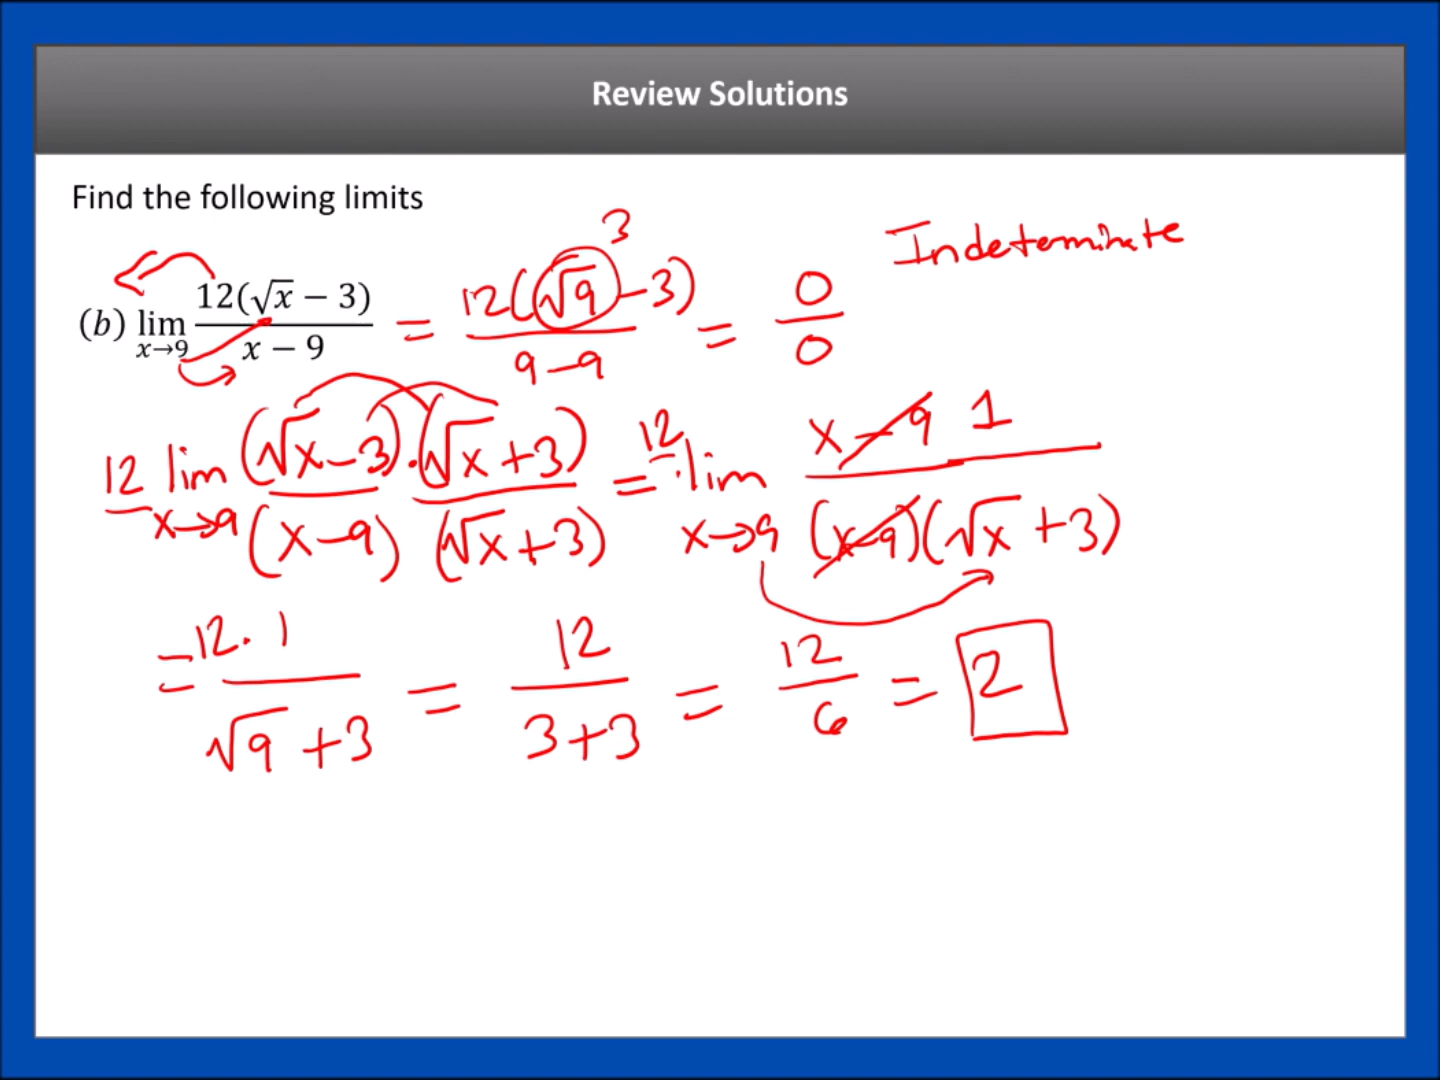 Review Solutions
Find the following limits
(b) lim x→9 12(√x − 3) / x − 9 = 12(√9 − 3) / 9 − 9 = 0 / 0 Indeterminate
3
12 lim x→9 (√x − 3) · (√x + 3) / (x − 9) (√x + 3) = 12 · lim x→9 x − 9 1 / (x − 9)(√x + 3)
= 12 · 1 / √9 + 3 = 12 / 3 + 3 = 12 / 6 = 2